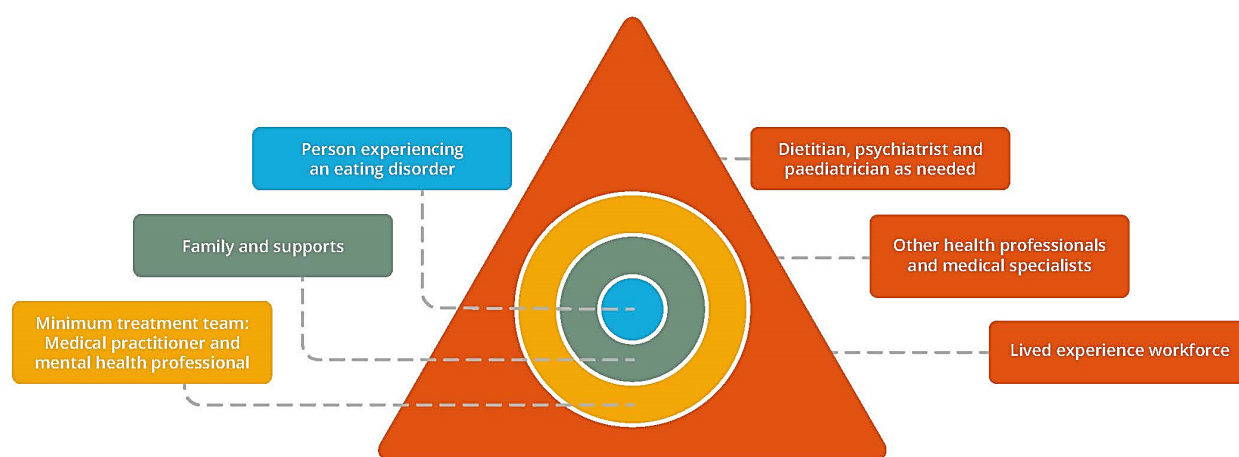 Person experiencing
an eating disorder
Family and supports
Minimum treatment team:
Medical practitioner and
mental health professional
Dietitian, psychiatrist and
paediatrician as needed
Other health professionals
and medical specialists
Lived experience workforce